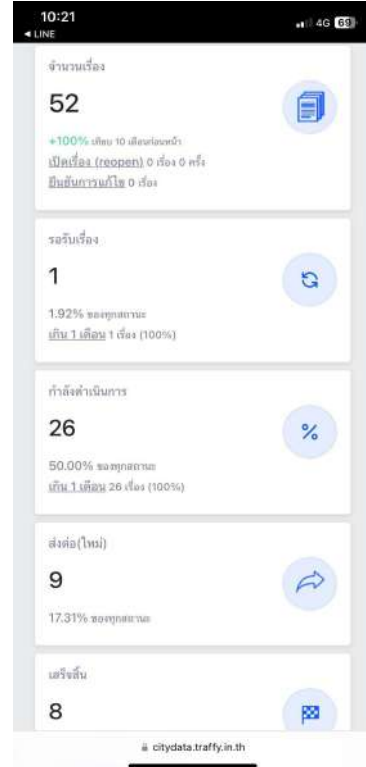 10:21
4G 69
◀ LINE
จำนวนเรื่อง
52
+100% เทียบ 10 เดือนก่อนหน้า
เปิดเรื่อง (reopen) 0 เรื่อง 0 ครั้ง
ยืนยันการแก้ไข 0 เรื่อง
รอรับเรื่อง
1
1.92% ของทุกสถานะ
เกิน 1 เดือน 1 เรื่อง (100%)
กำลังดำเนินการ
26
%
50.00% ของทุกสถานะ
เกิน 1 เดือน 26 เรื่อง (100%)
ส่งต่อ(ใหม่)
9
17.31% ของทุกสถานะ
เสร็จสิ้น
8
citydata.traffy.in.th